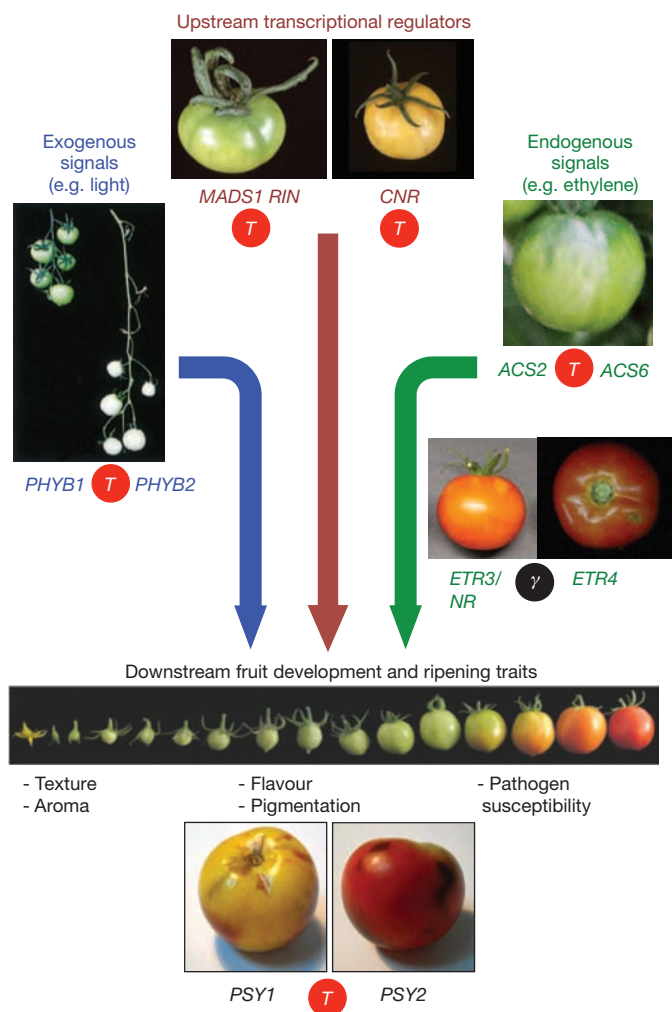 Upstream transcriptional regulators
Exogenous
signals
(e.g. light)
Endogenous
signals
(e.g. ethylene)
MADS1 RIN
CNR
T
T
ACS2 T ACS6
PHYB1 T PHYB2
ETR3/
NR
γ
ETR4
Downstream fruit development and ripening traits
- Texture
- Aroma
- Flavour
- Pigmentation
- Pathogen
susceptibility
PSY1 T PSY2